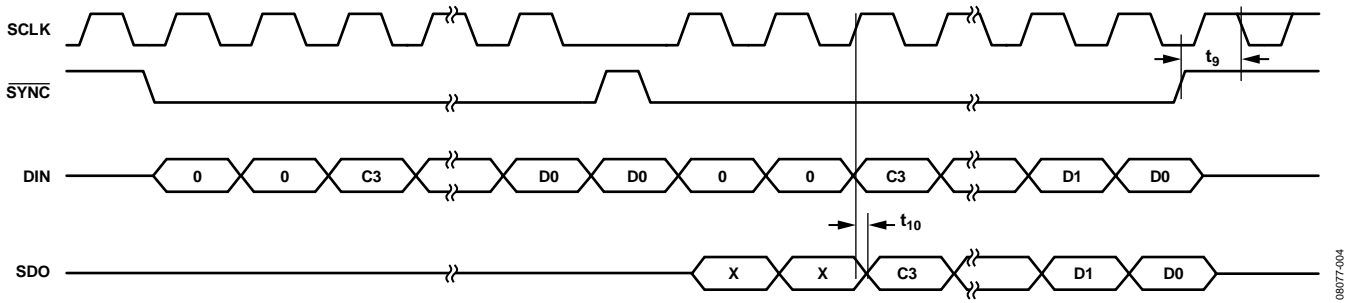 SCLK
t9
SYNC
DIN 0 0 C3 D0 D0 0 0 C3 D1 D0
t10
SDO X X C3 D1 D0
08077-004